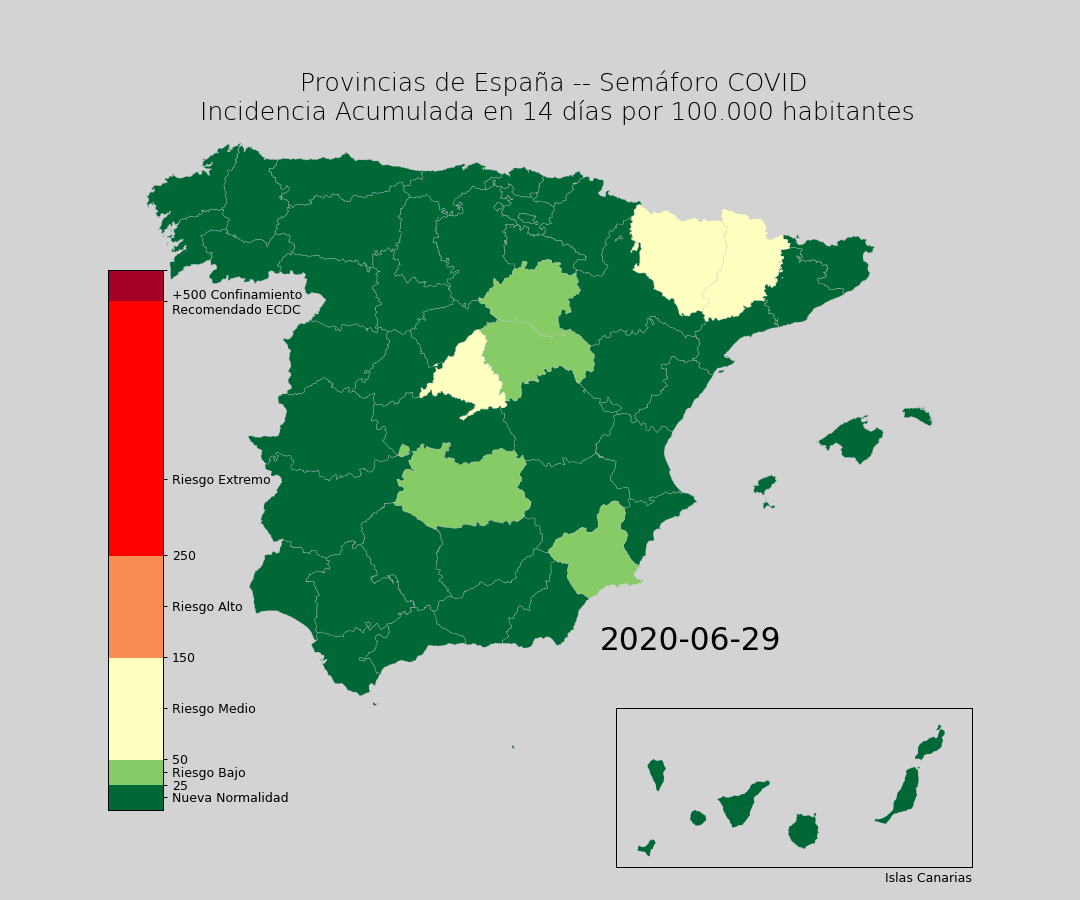 Provincias de España -- Semáforo COVID
Incidencia Acumulada en 14 días por 100.000 habitantes
+500 Confinamiento
Recomendado ECDC
Riesgo Extremo
250
Riesgo Alto
150
Riesgo Medio
50
Riesgo Bajo
25
Nueva Normalidad
2020-06-29
Islas Canarias